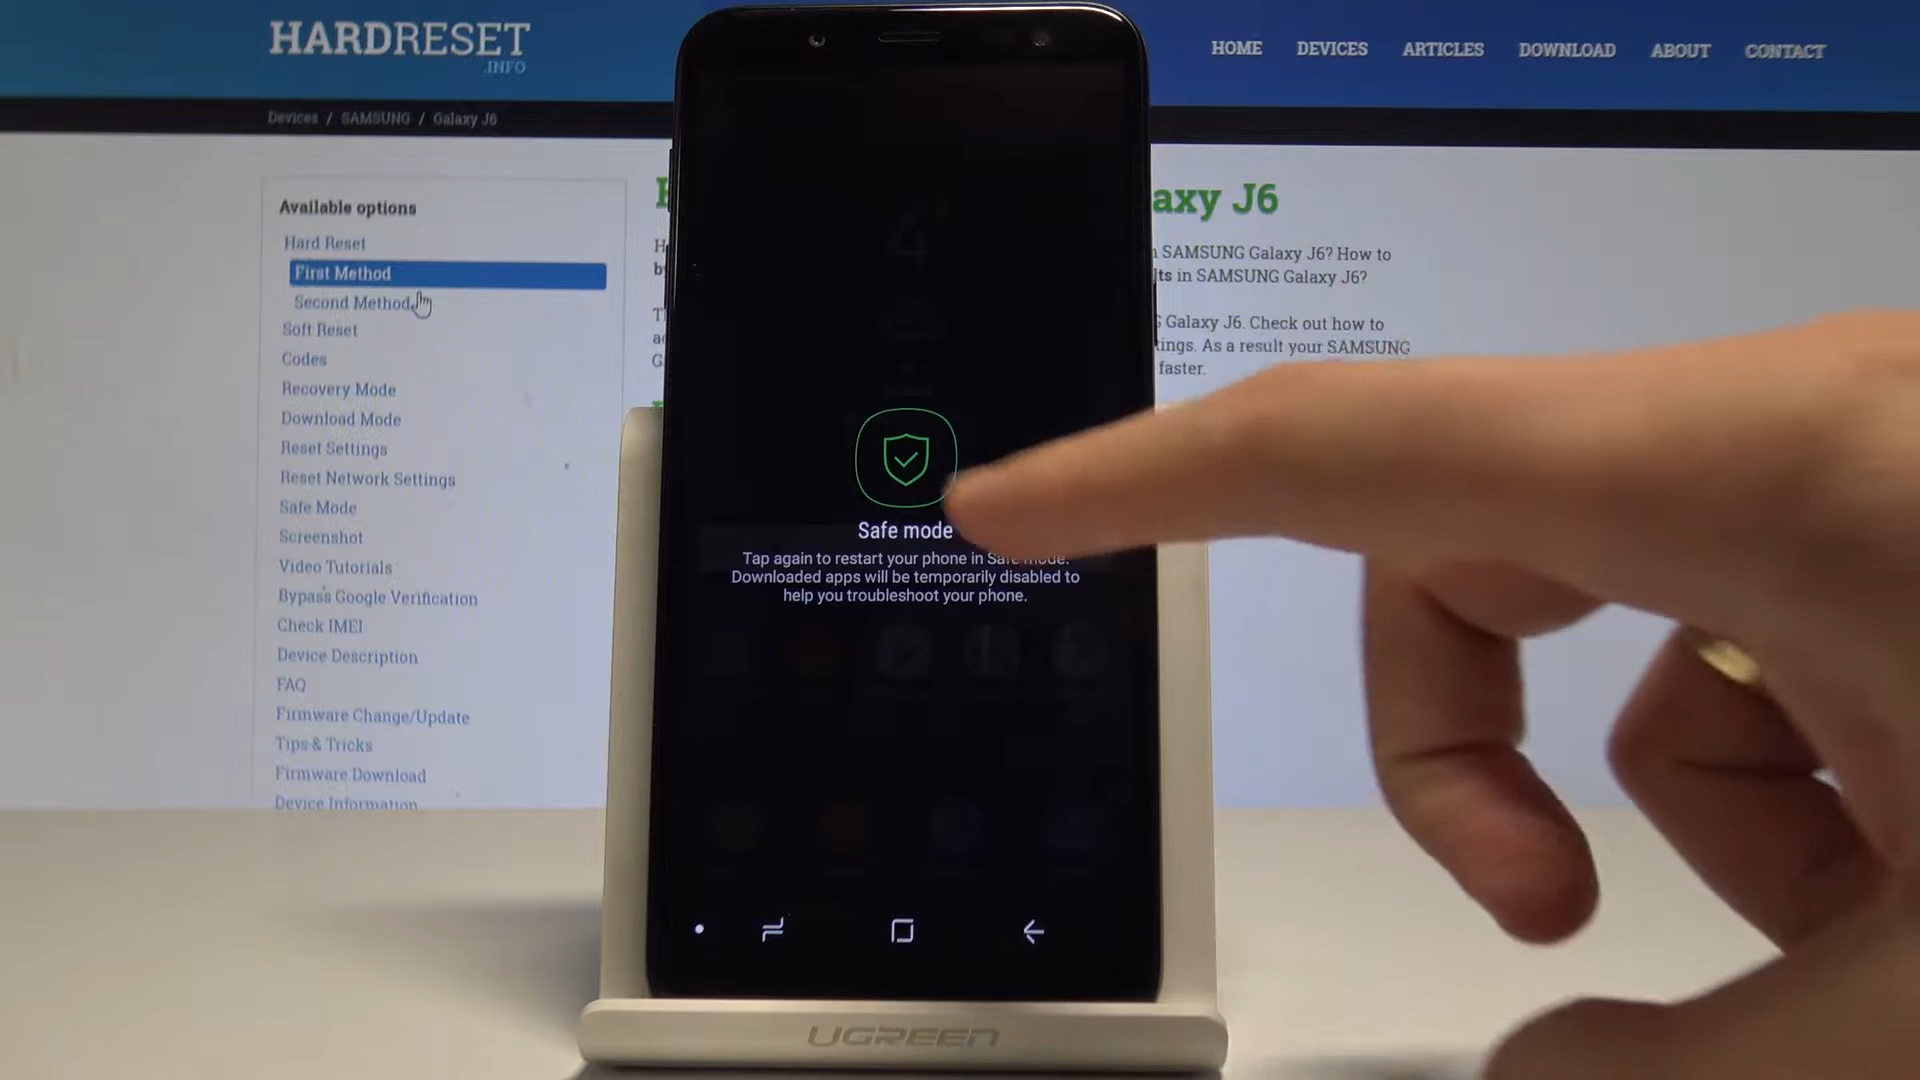 HARDRESET
.INFO
HOME DEVICES ARTICLES DOWNLOAD ABOUT CONTACT
Devices / SAMSUNG / Galaxy J6
Available options
Hard Reset
First Method
Second Method
Soft Reset
Codes
Recovery Mode
Download Mode
Reset Settings
Reset Network Settings
Safe Mode
Screenshot
Video Tutorials
Bypass Google Verification
Check IMEI
Device Description
FAQ
Firmware Change/Update
Tips & Tricks
Firmware Download
Device Information
axy J6
SAMSUNG Galaxy J6? How to
lts in SAMSUNG Galaxy J6?
Galaxy J6. Check out how to
tings. As a result your SAMSUNG
faster.
Safe mode
Tap again to restart your phone in Safe mode.
Downloaded apps will be temporarily disabled to
help you troubleshoot your phone.
UGREEN